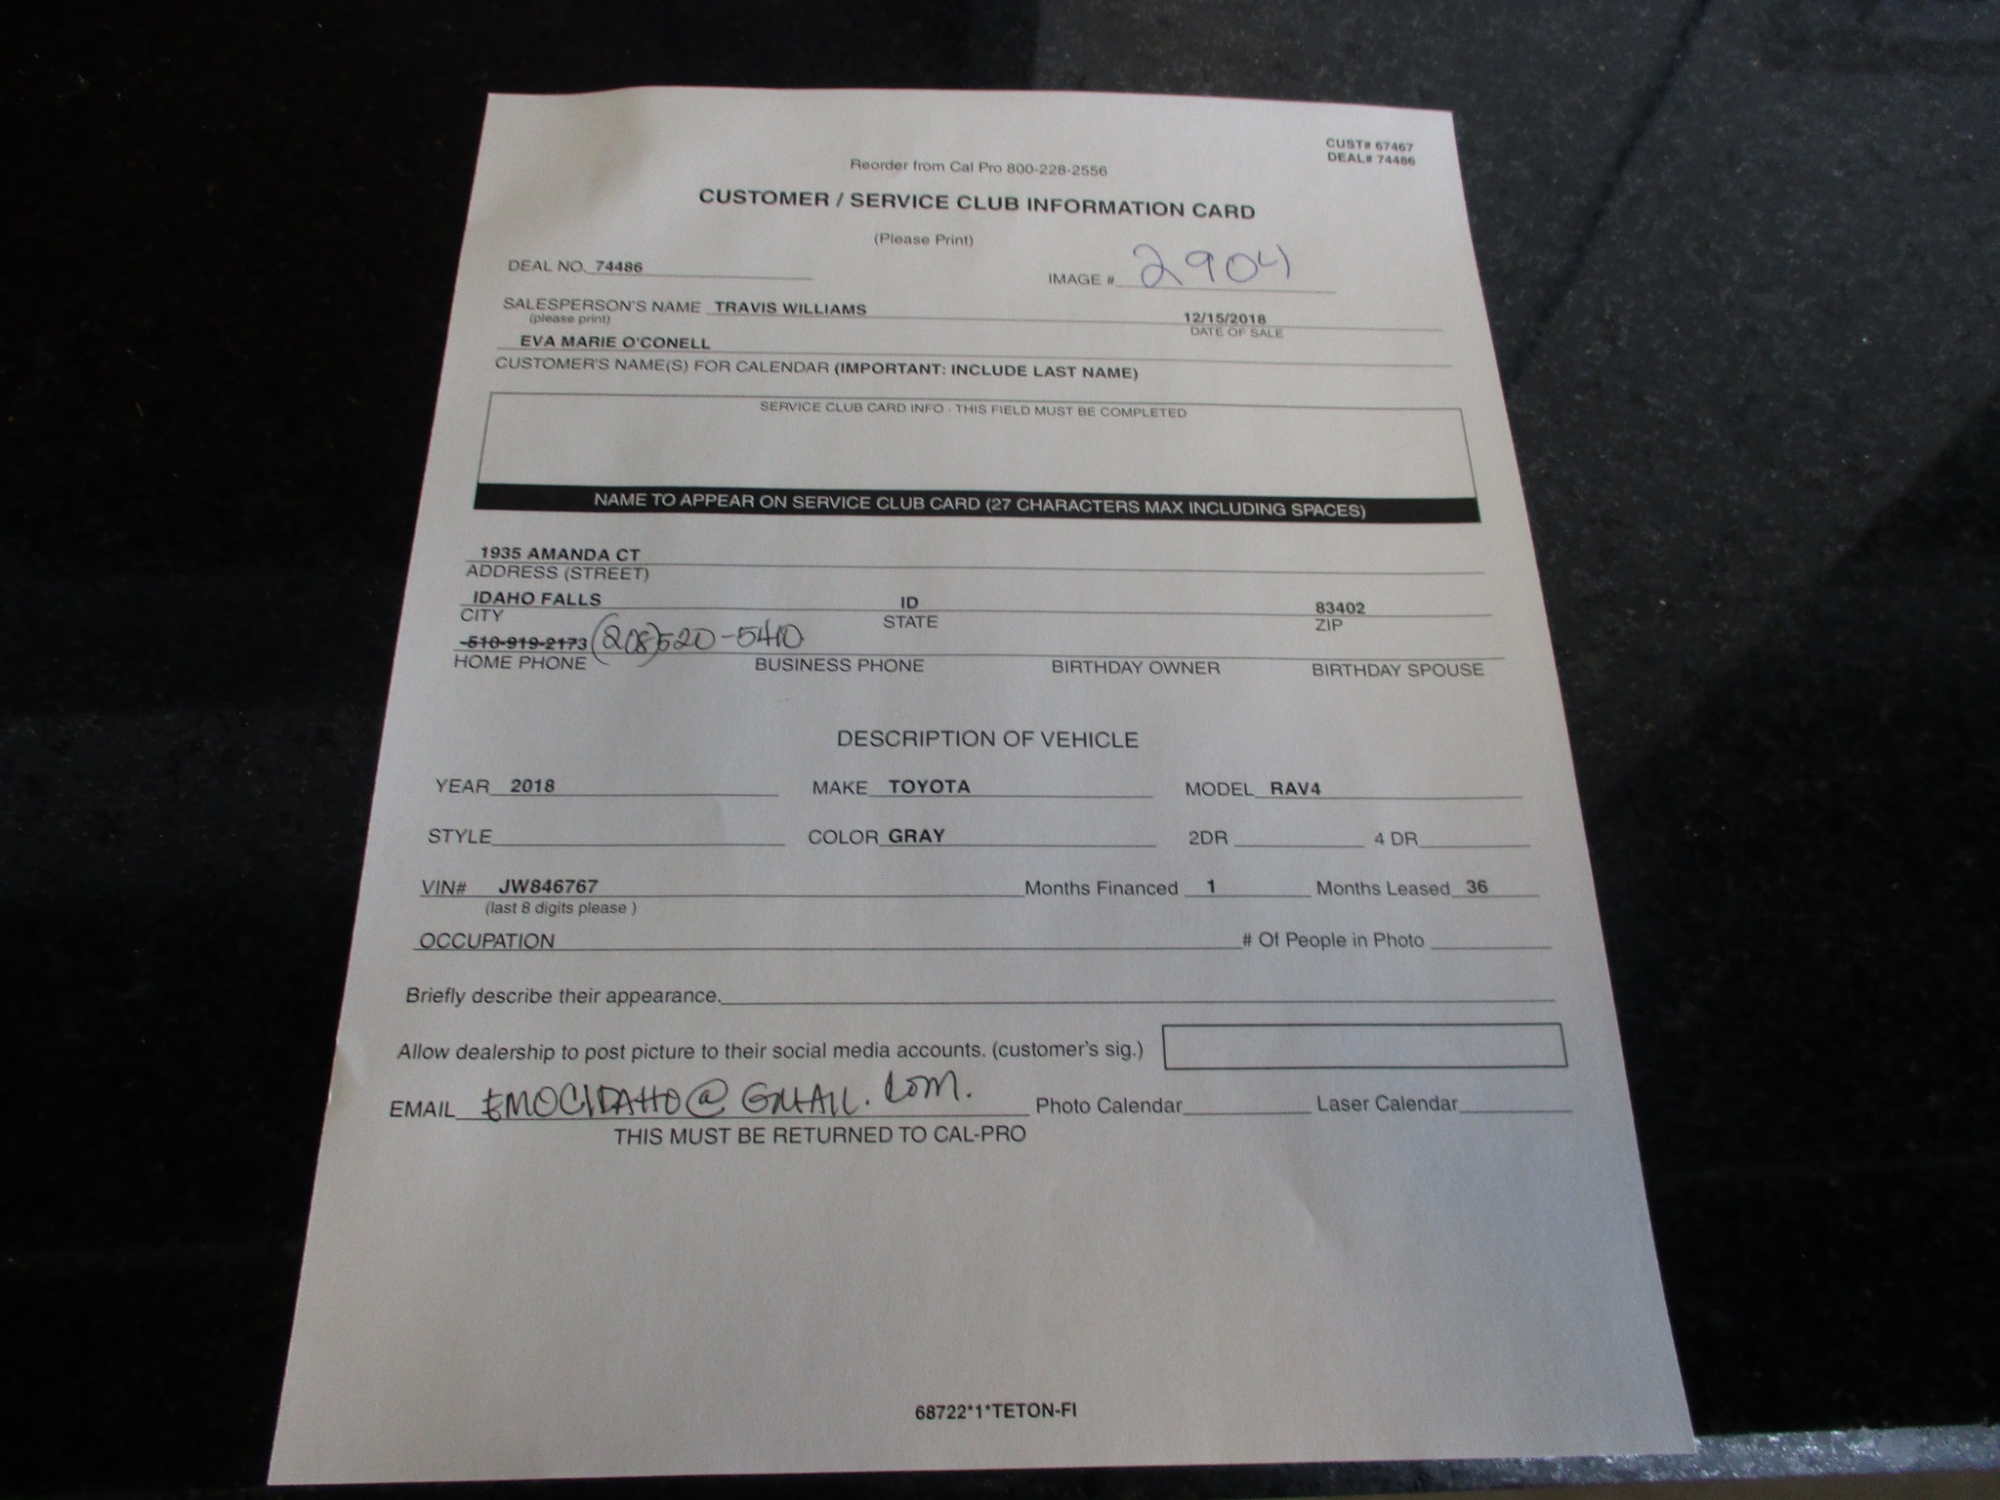 CUST# 67467
DEAL# 74486
Reorder from Cal Pro 800-228-2556
CUSTOMER / SERVICE CLUB INFORMATION CARD
(Please Print)
DEAL NO. 74486 IMAGE # 2904
SALESPERSON'S NAME TRAVIS WILLIAMS 12/15/2018
(please print) DATE OF SALE
EVA MARIE O'CONELL
CUSTOMER'S NAME(S) FOR CALENDAR (IMPORTANT: INCLUDE LAST NAME)
SERVICE CLUB CARD INFO - THIS FIELD MUST BE COMPLETED
NAME TO APPEAR ON SERVICE CLUB CARD (27 CHARACTERS MAX INCLUDING SPACES)
1935 AMANDA CT
ADDRESS (STREET)
IDAHO FALLS ID 83402
CITY STATE ZIP
510-919-2173 (208)520-5410
HOME PHONE BUSINESS PHONE BIRTHDAY OWNER BIRTHDAY SPOUSE
DESCRIPTION OF VEHICLE
YEAR 2018 MAKE TOYOTA MODEL RAV4
STYLE COLOR GRAY 2DR 4 DR
VIN# JW846767 Months Financed 1 Months Leased 36
(last 8 digits please )
OCCUPATION # Of People in Photo
Briefly describe their appearance.
Allow dealership to post picture to their social media accounts. (customer's sig.)
EMAIL EMOCIDAHO@GMAIL.COM. Photo Calendar Laser Calendar
THIS MUST BE RETURNED TO CAL-PRO
68722*1*TETON-FI